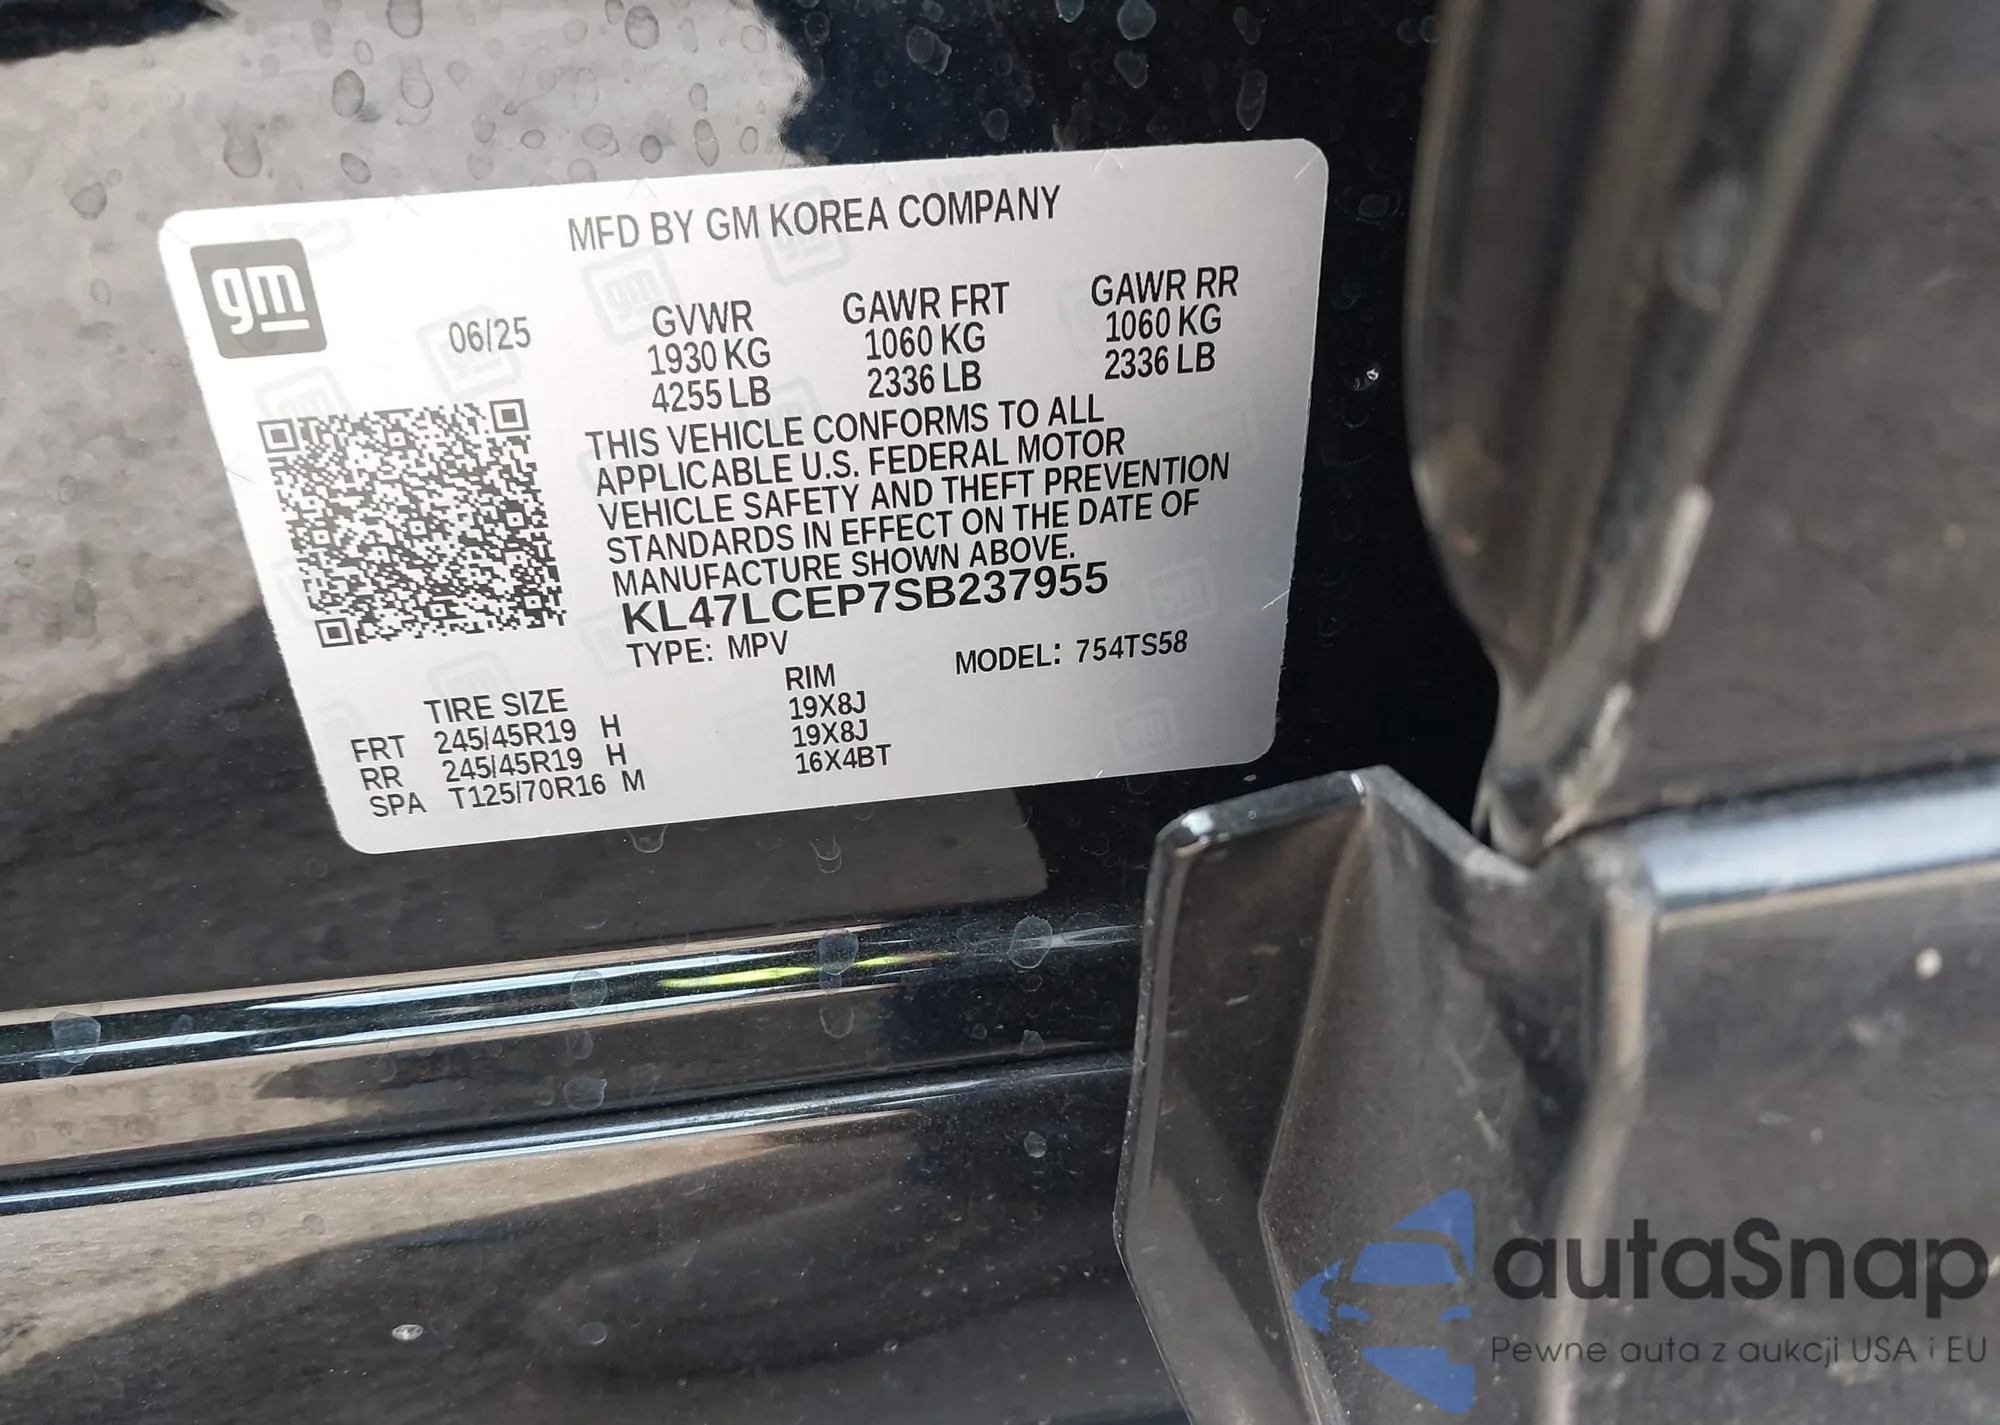 MFD BY GM KOREA COMPANY
gm
06/25
GVWR GAWR FRT GAWR RR
1930 KG 1060 KG 1060 KG
4255 LB 2336 LB 2336 LB
THIS VEHICLE CONFORMS TO ALL
APPLICABLE U.S. FEDERAL MOTOR
VEHICLE SAFETY AND THEFT PREVENTION
STANDARDS IN EFFECT ON THE DATE OF
MANUFACTURE SHOWN ABOVE.
KL47LCEP7SB237955
TYPE: MPV MODEL: 754TS58
TIRE SIZE RIM
FRT 245/45R19 H 19X8J
RR 245/45R19 H 19X8J
SPA T125/70R16 M 16X4BT
autaSnap
Pewne auta z aukcji USA i EU